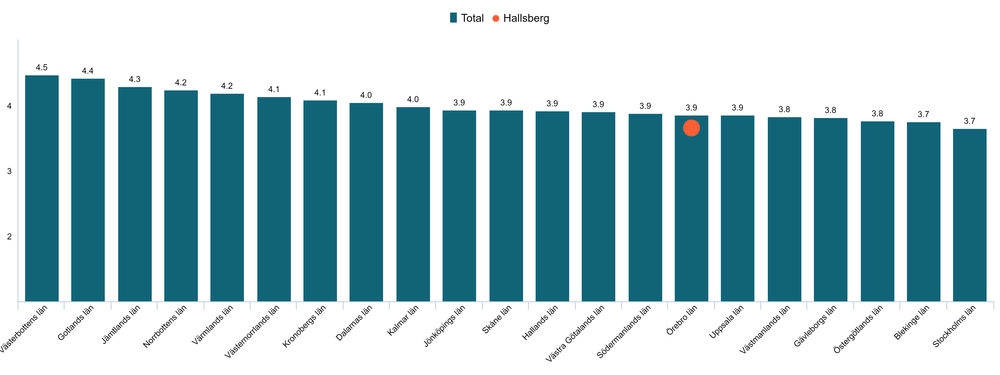 Total Hallsberg
4.5 4.4 4.3 4.2 4.2 4.1 4.1 4.0 4.0 3.9 3.9 3.9 3.9 3.9 3.9 3.9 3.8 3.8 3.8 3.7 3.7
4
3
2
Västerbottens län
Gotlands län
Jämtlands län
Norrbottens län
Värmlands län
Västernorrlands län
Kronobergs län
Dalarnas län
Kalmar län
Jönköpings län
Skåne län
Hallands län
Västra Götalands län
Södermanlands län
Örebro län
Uppsala län
Västmanlands län
Gävleborgs län
Östergötlands län
Blekinge län
Stockholms län